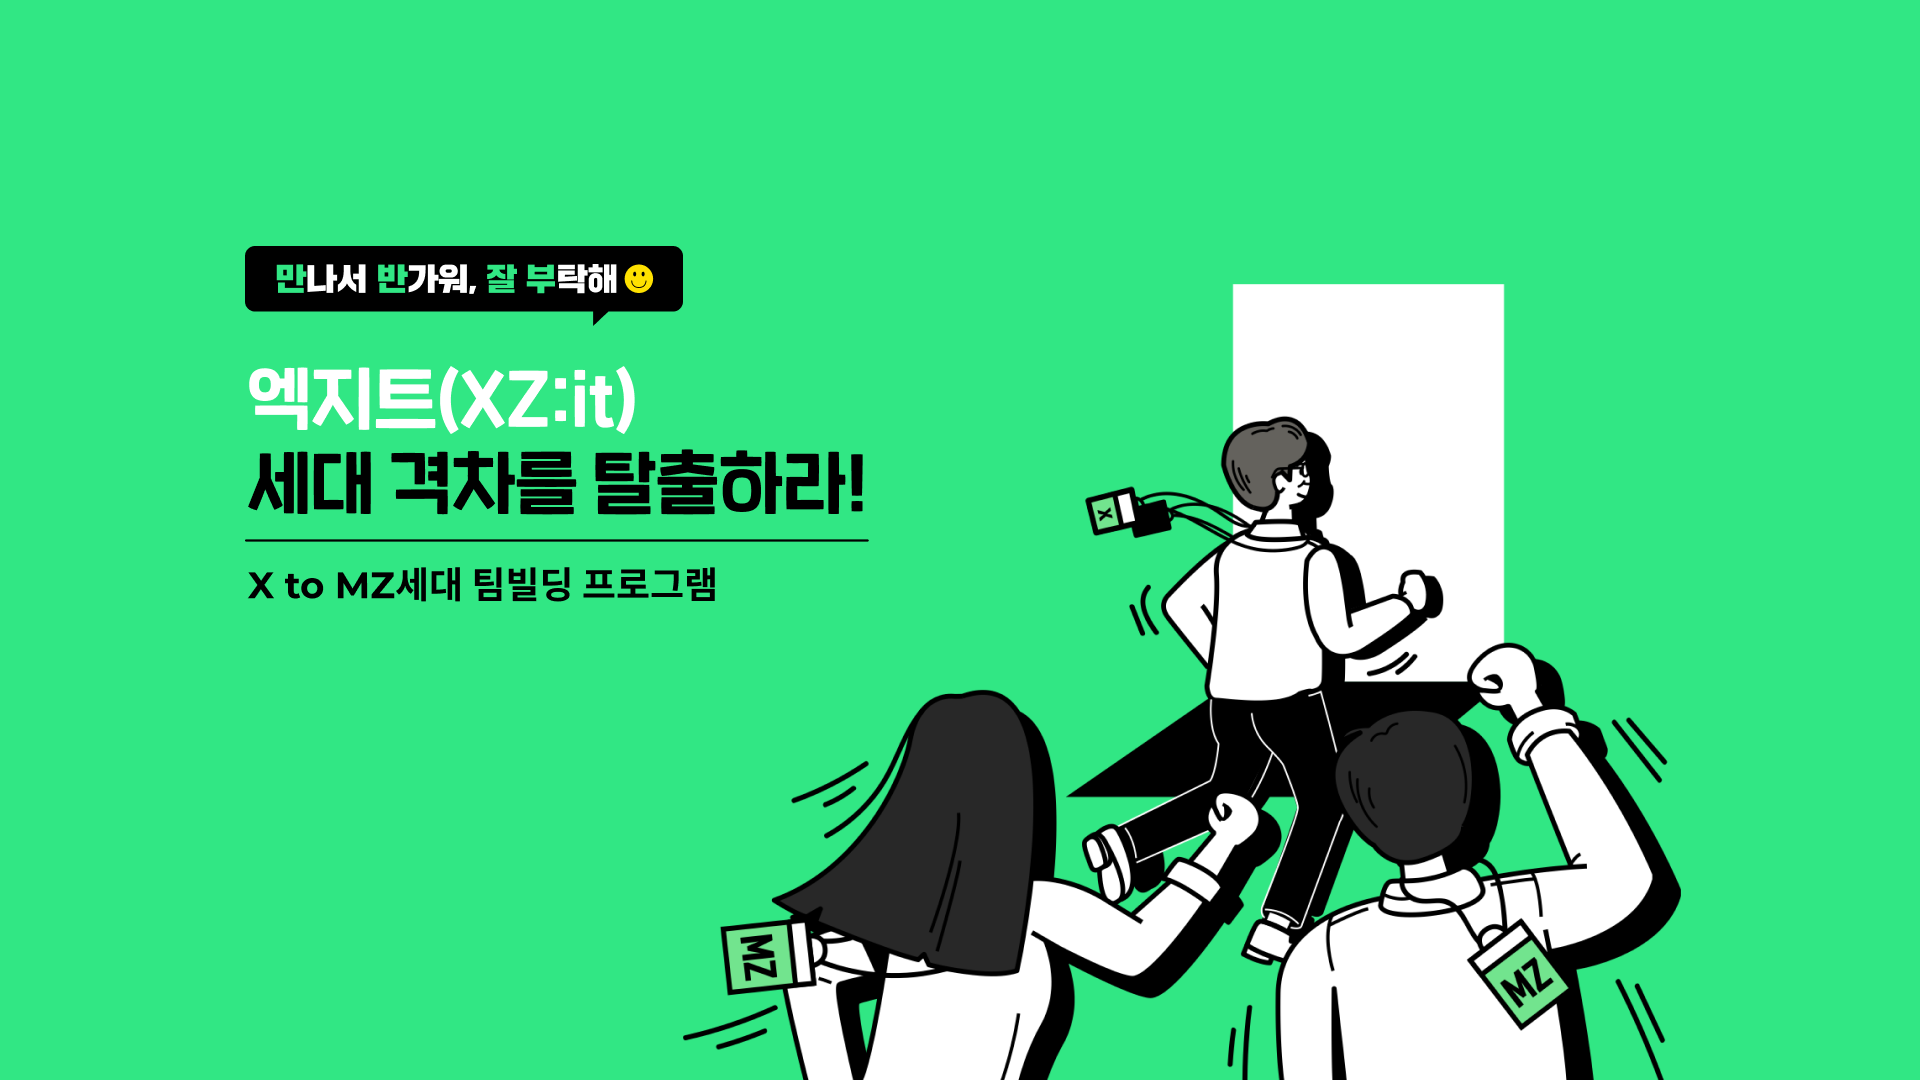 만나서 반가워, 잘 부탁해
엑지트(XZ:it)
세대 격차를 탈출하라!
X to MZ세대 팀빌딩 프로그램
X
MZ
MZ